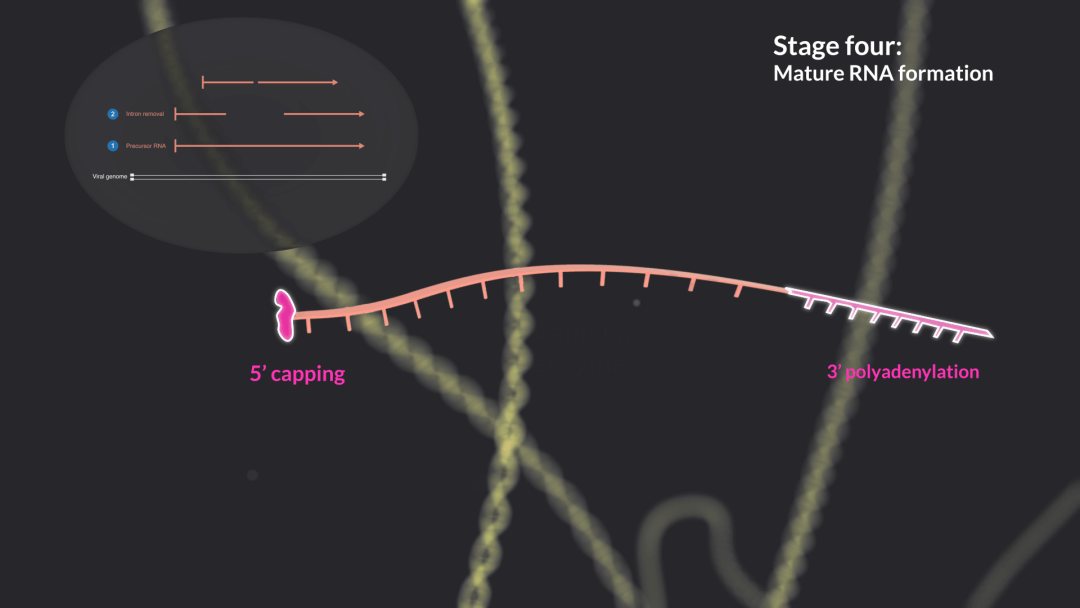 Stage four:
Mature RNA formation
2 Intron removal
1 Precursor RNA
Viral genome
5’ capping
3’ polyadenylation